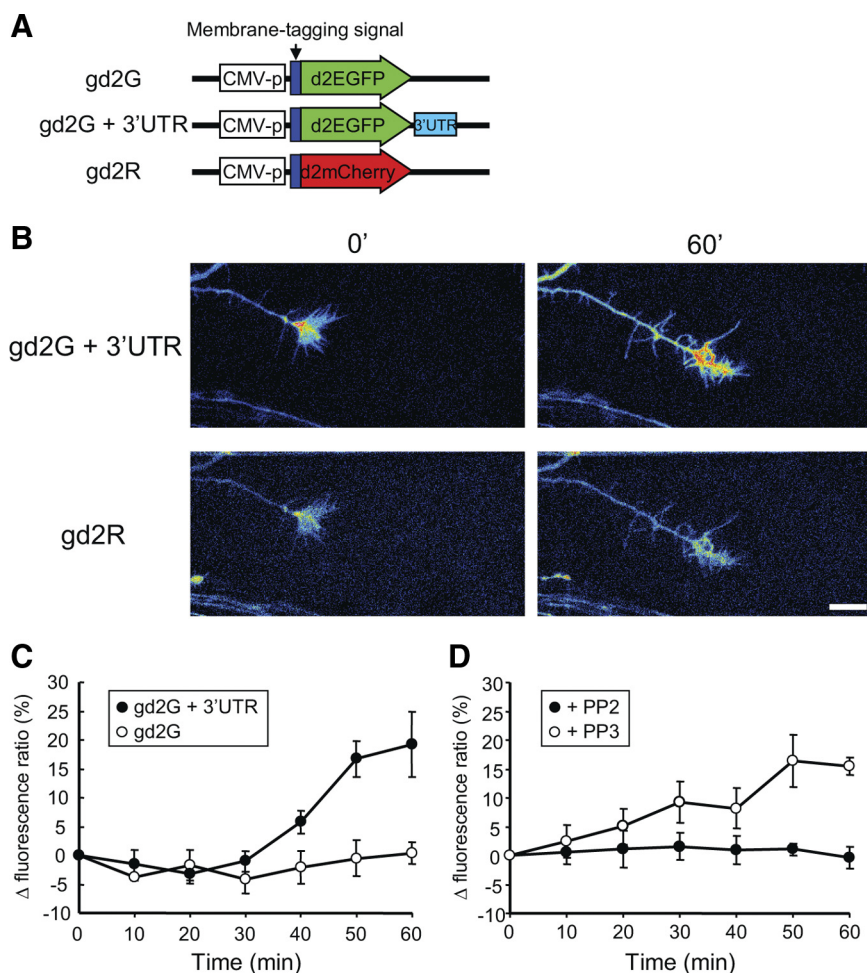 A
Membrane-tagging signal
gd2G CMV-p d2EGFP
gd2G + 3'UTR CMV-p d2EGFP 3'UTR
gd2R CMV-p d2mCherry
B
0' 60'
gd2G + 3'UTR
gd2R
C
Δ fluorescence ratio (%)
30
25
20
15
10
5
0
-5
-10
gd2G + 3'UTR
gd2G
0 10 20 30 40 50 60
Time (min)
D
Δ fluorescence ratio (%)
30
25
20
15
10
5
0
-5
-10
+ PP2
+ PP3
0 10 20 30 40 50 60
Time (min)